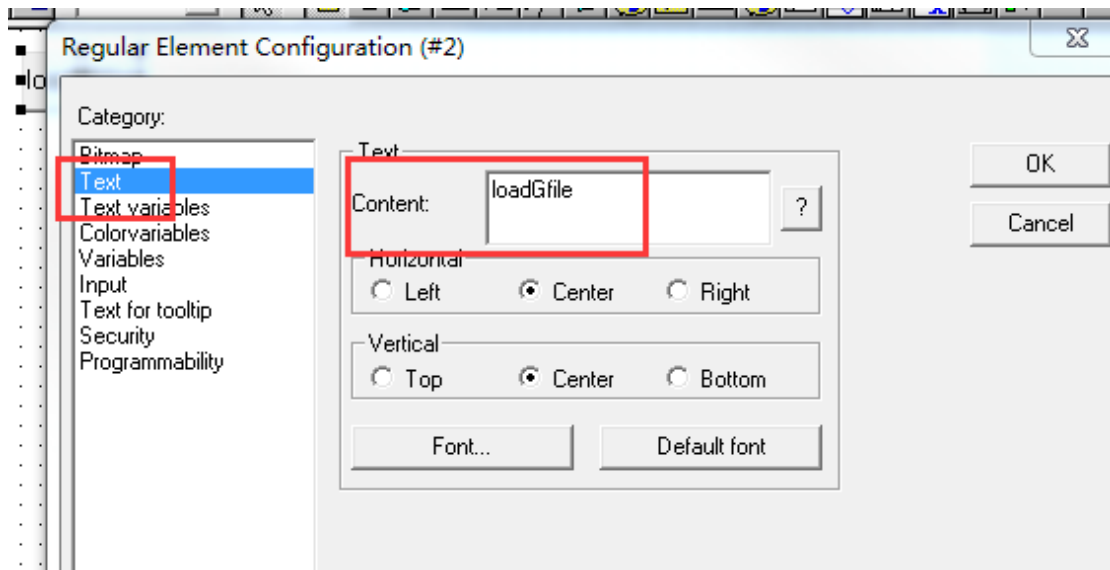 Regular Element Configuration (#2)
lo
Category:
Bitmap
Text
Text variables
Colorvariables
Variables
Input
Text for tooltip
Security
Programmability
Text
Content:
loadGfile
?
Horizontal
Left
Center
Right
Vertical
Top
Center
Bottom
Font...
Default font
OK
Cancel